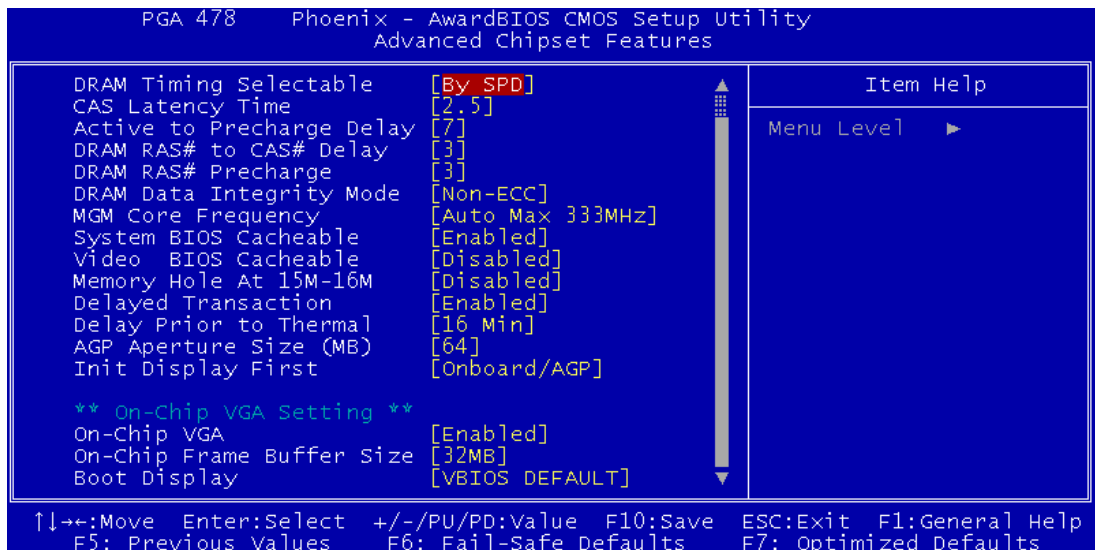 PGA 478 Phoenix - AwardBIOS CMOS Setup Utility
Advanced Chipset Features
DRAM Timing Selectable [By SPD]
CAS Latency Time [2.5]
Active to Precharge Delay [7]
DRAM RAS# to CAS# Delay [3]
DRAM RAS# Precharge [3]
DRAM Data Integrity Mode [Non-ECC]
MGM Core Frequency [Auto Max 333MHz]
System BIOS Cacheable [Enabled]
Video BIOS Cacheable [Disabled]
Memory Hole At 15M-16M [Disabled]
Delayed Transaction [Enabled]
Delay Prior to Thermal [16 Min]
AGP Aperture Size (MB) [64]
Init Display First [Onboard/AGP]
** On-Chip VGA Setting **
On-Chip VGA [Enabled]
On-Chip Frame Buffer Size [32MB]
Boot Display [VBIOS DEFAULT]
Item Help
Menu Level ►
↑↓→←:Move Enter:Select +/-/PU/PD:Value F10:Save ESC:Exit F1:General Help
F5: Previous Values F6: Fail-Safe Defaults F7: Optimized Defaults